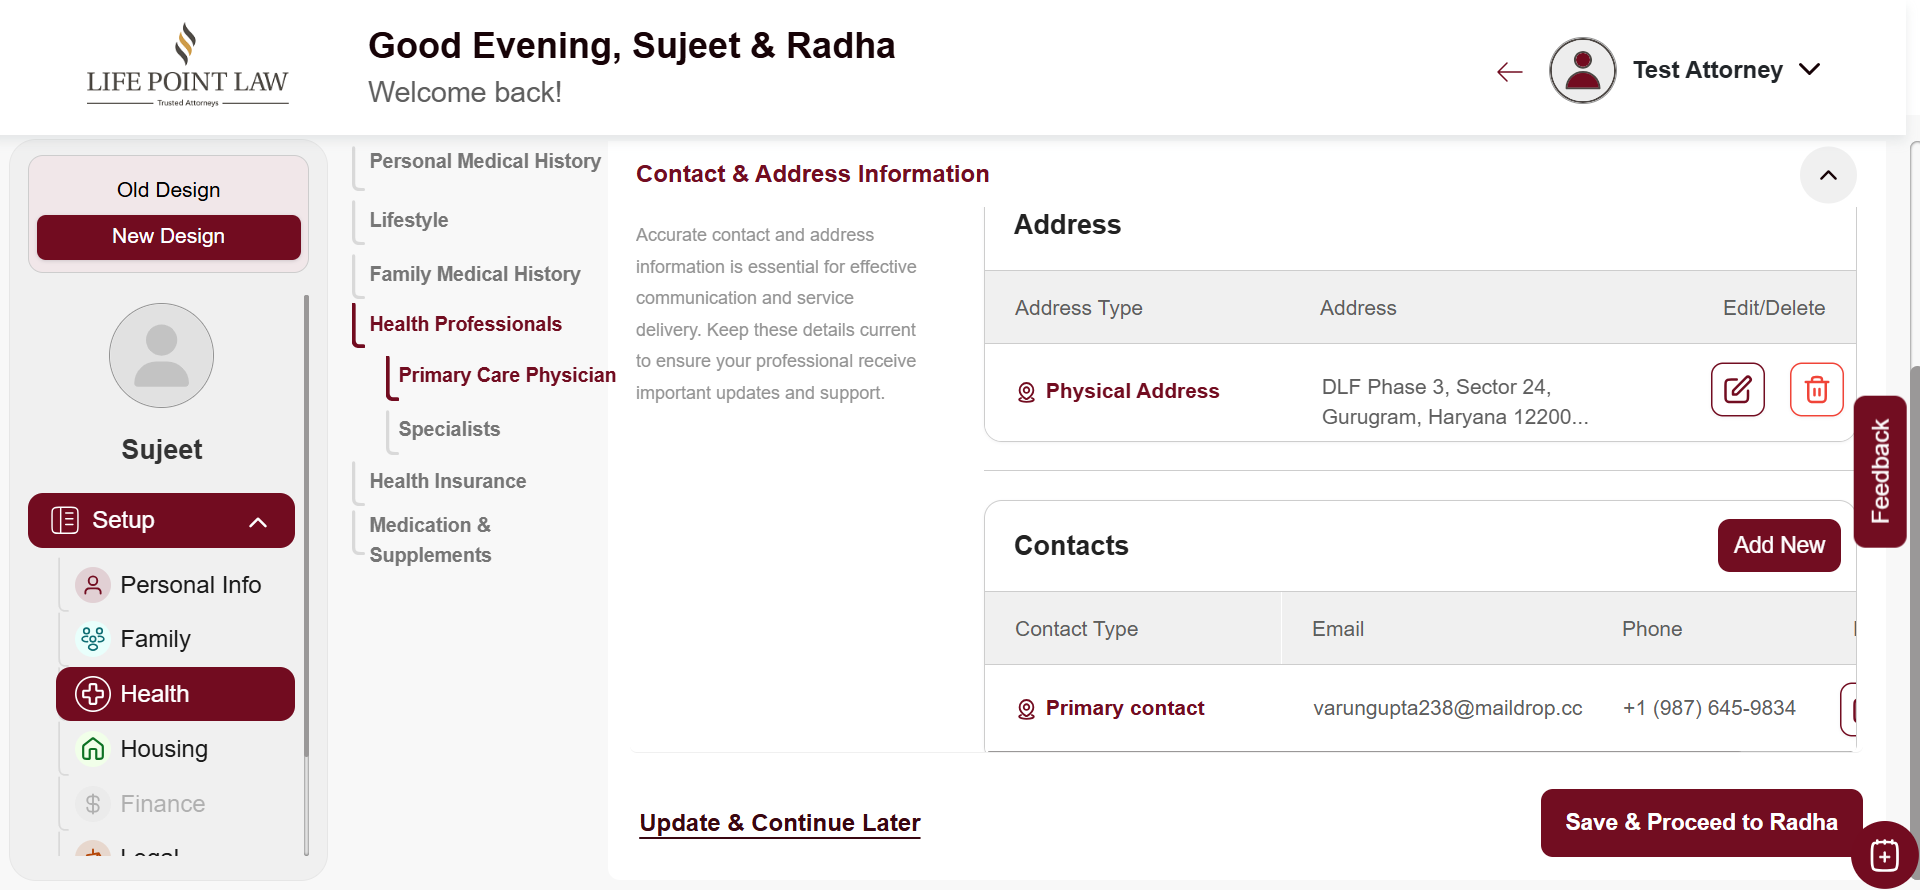 LIFE POINT LAW
Trusted Attorneys
Good Evening, Sujeet & Radha
Welcome back!
Test Attorney
Old Design
New Design
Sujeet
Setup
Personal Info
Family
Health
Housing
Finance
Legal
Personal Medical History
Lifestyle
Family Medical History
Health Professionals
Primary Care Physician
Specialists
Health Insurance
Medication &
Supplements
Contact & Address Information
Accurate contact and address
information is essential for effective
communication and service
delivery. Keep these details current
to ensure your professional receive
important updates and support.
Address
Address Type Address Edit/Delete
Physical Address DLF Phase 3, Sector 24,
Gurugram, Haryana 12200...
Contacts
Add New
Contact Type Email Phone
Primary contact varungupta238@maildrop.cc +1 (987) 645-9834
Update & Continue Later
Save & Proceed to Radha
Feedback